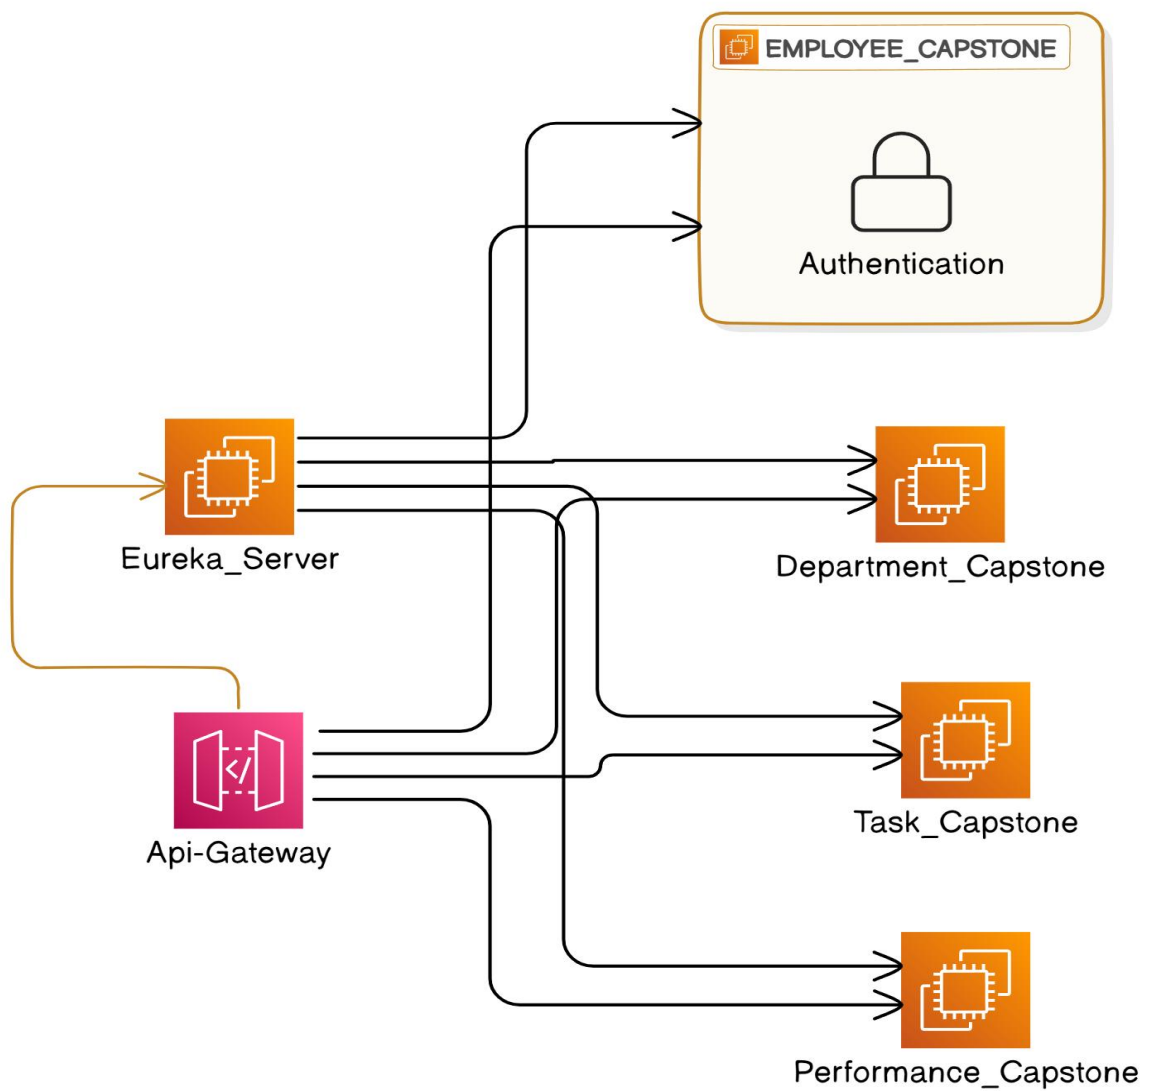 EMPLOYEE_CAPSTONE
Authentication
Eureka_Server
Department_Capstone
Api-Gateway
Task_Capstone
Performance_Capstone